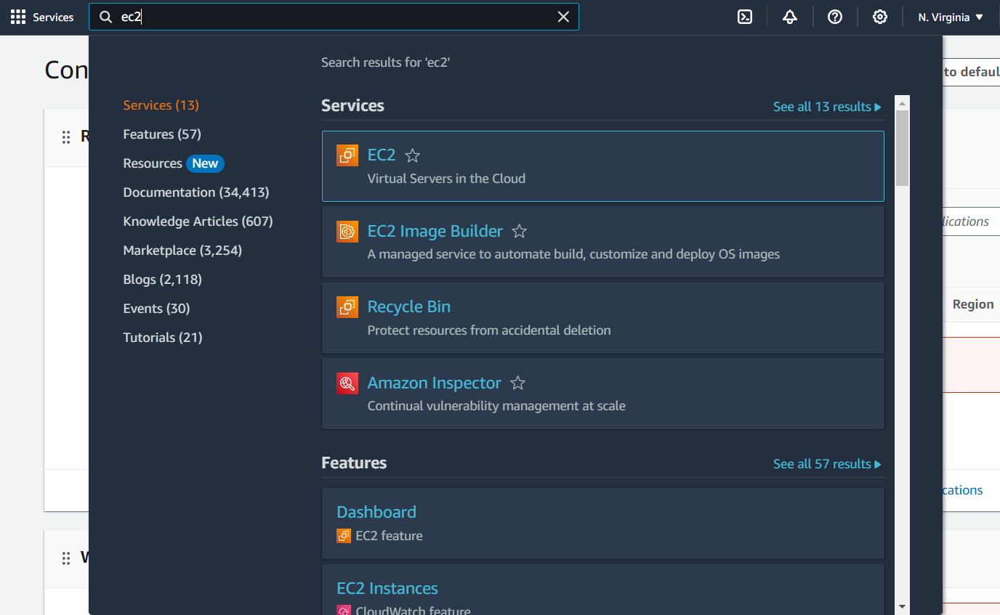 Services
ec2
N. Virginia
Con
to defaul
Search results for 'ec2'
Services (13)
Features (57)
Resources New
Documentation (34,413)
Knowledge Articles (607)
Marketplace (3,254)
Blogs (2,118)
Events (30)
Tutorials (21)
Services
See all 13 results
EC2
Virtual Servers in the Cloud
EC2 Image Builder
A managed service to automate build, customize and deploy OS images
Recycle Bin
Protect resources from accidental deletion
Amazon Inspector
Continual vulnerability management at scale
Features
See all 57 results
Dashboard
EC2 feature
EC2 Instances
CloudWatch feature
R
lications
Region
cations
W